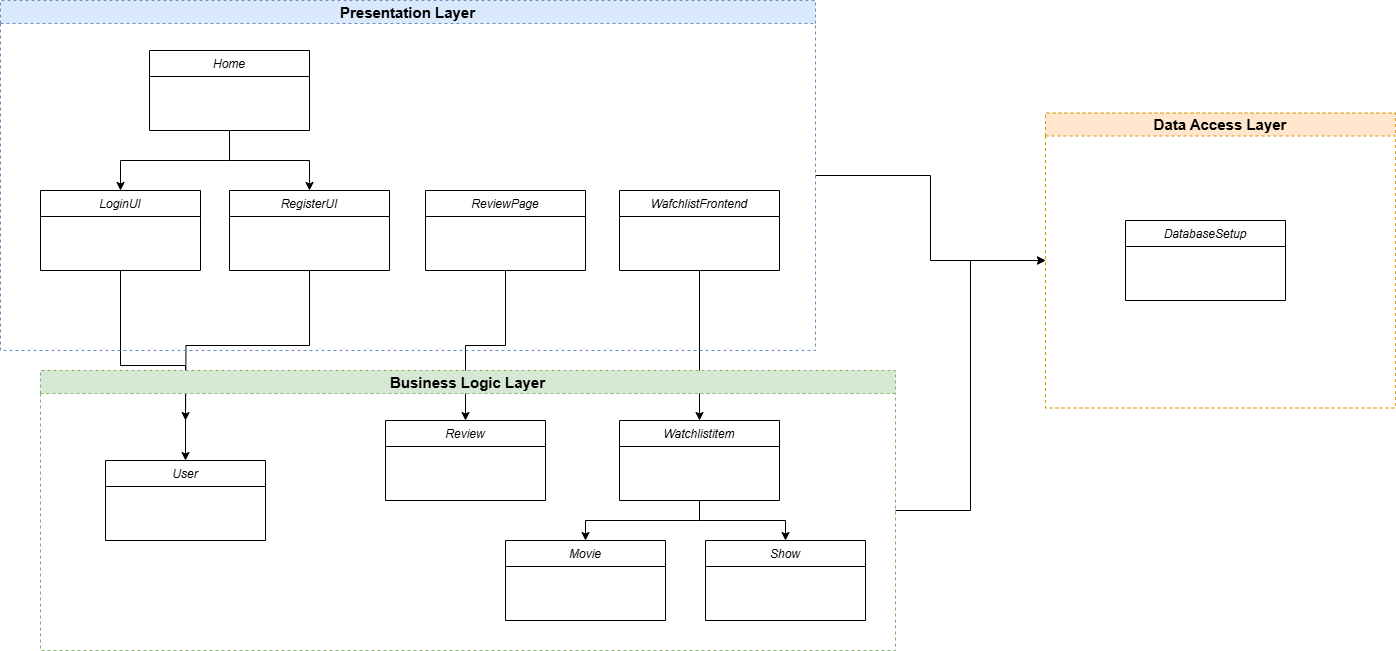 Presentation Layer
Home
Data Access Layer
LoginUI
RegisterUI
ReviewPage
WafchlistFrontend
DatabaseSetup
Business Logic Layer
Review
Watchlistitem
User
Movie
Show